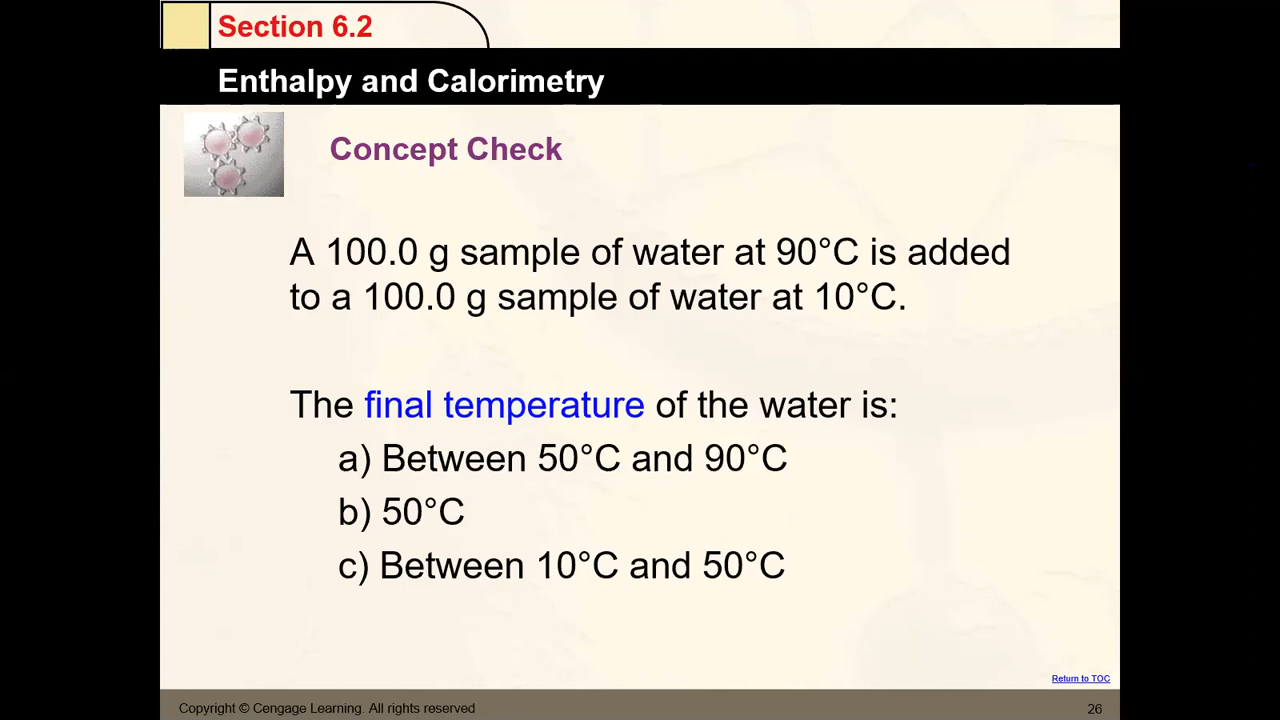 Section 6.2
Enthalpy and Calorimetry
Concept Check
A 100.0 g sample of water at 90°C is added
to a 100.0 g sample of water at 10°C.
The final temperature of the water is:
a) Between 50°C and 90°C
b) 50°C
c) Between 10°C and 50°C
Return to TOC
Copyright © Cengage Learning. All rights reserved
26